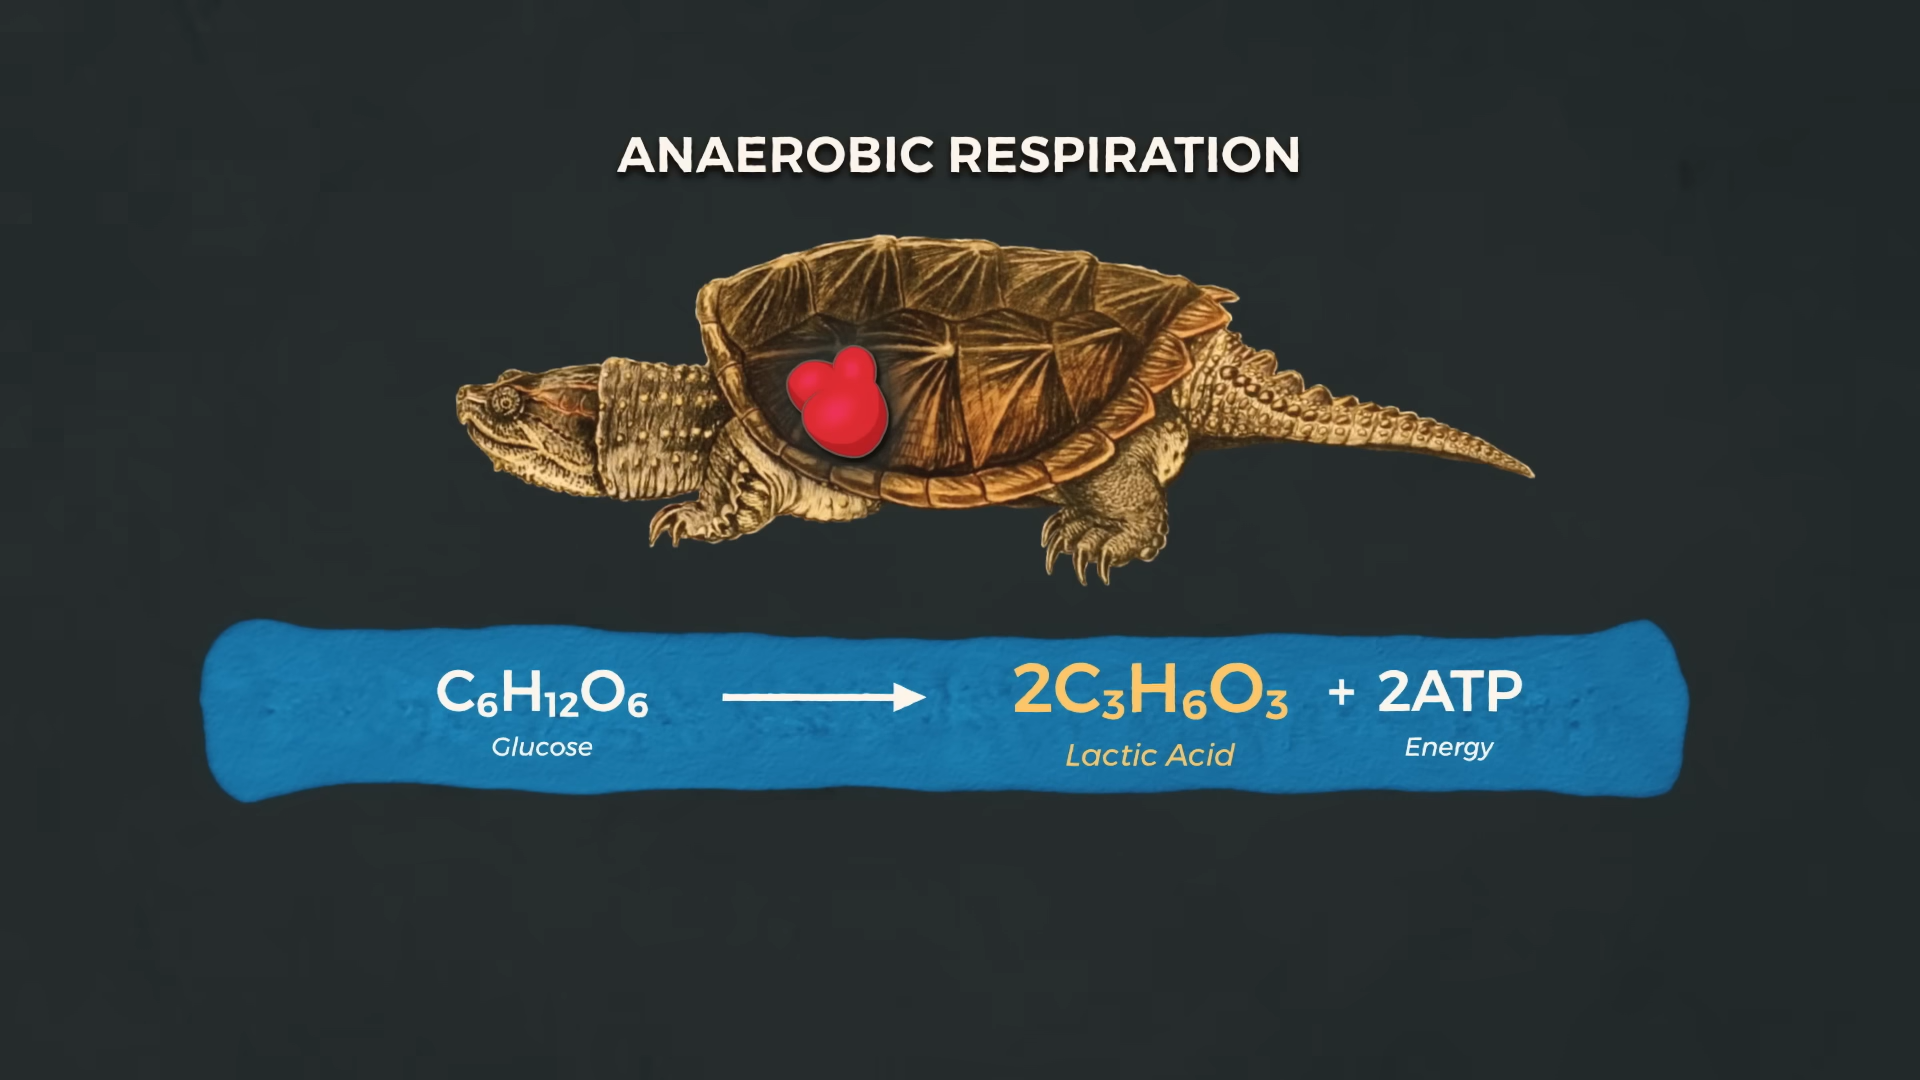 ANAEROBIC RESPIRATION
C₆H₁₂O₆ → 2C₃H₆O₃ + 2ATP
Glucose Lactic Acid Energy